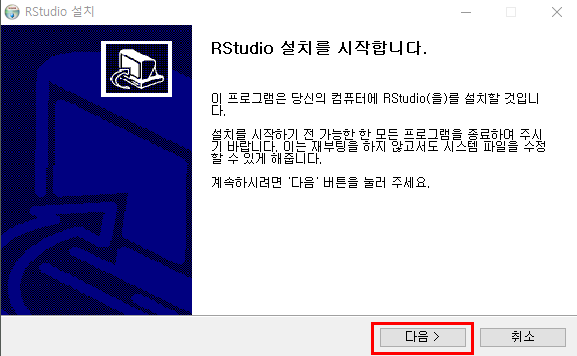 RStudio 설치
RStudio 설치를 시작합니다.
이 프로그램은 당신의 컴퓨터에 RStudio(을)를 설치할 것입니
다.
설치를 시작하기 전 가능한 한 모든 프로그램을 종료하여 주시
기 바랍니다. 이는 재부팅을 하지 않고서도 시스템 파일을 수정
할 수 있게 해줍니다.
계속하시려면 '다음' 버튼을 눌러 주세요.
다음 >
취소